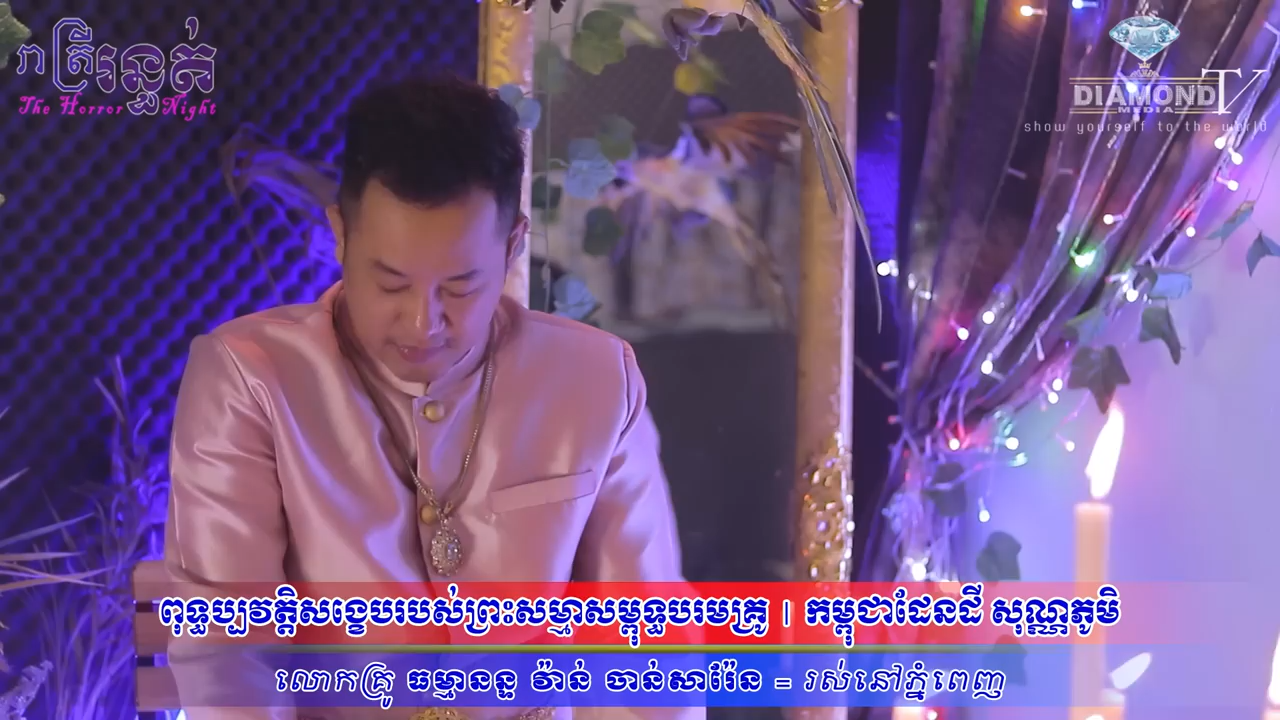 រាត្រីរន្ធត់
The Horror Night
DIAMOND TV
MEDIA
show yourself to the world
ពុទ្ធប្បវត្តិសង្ខេបរបស់ព្រះសម្មាសម្ពុទ្ធបរមគ្រូ | កម្ពុជាដែនដី សុវណ្ណភូមិ
លោកគ្រូ ធម្មានន្ទ វ៉ាន់ ចាន់សារ៉ែន = រស់នៅភ្នំពេញ